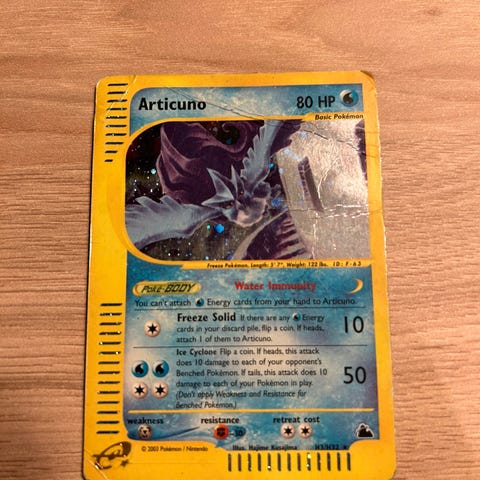 Articuno 80 HP
Basic Pokémon
Freeze Pokémon, Length: 5' 7", Weight: 122 lbs. ID: F-63
Poké-BODY Water Immunity
You can't attach Energy cards from your hand to Articuno.
Freeze Solid If there are any Energy
cards in your discard pile, flip a coin. If heads,
attach 1 of them to Articuno.
10
Ice Cyclone Flip a coin. If heads, this attack
does 10 damage to each of your opponent's
Benched Pokémon. If tails, this attack does 10
damage to each of your Pokémon in play.
(Don't apply Weakness and Resistance for
Benched Pokémon.)
50
weakness resistance retreat cost
-30
© 2003 Pokémon / Nintendo Illus. Hajime Kusajima H3/H32